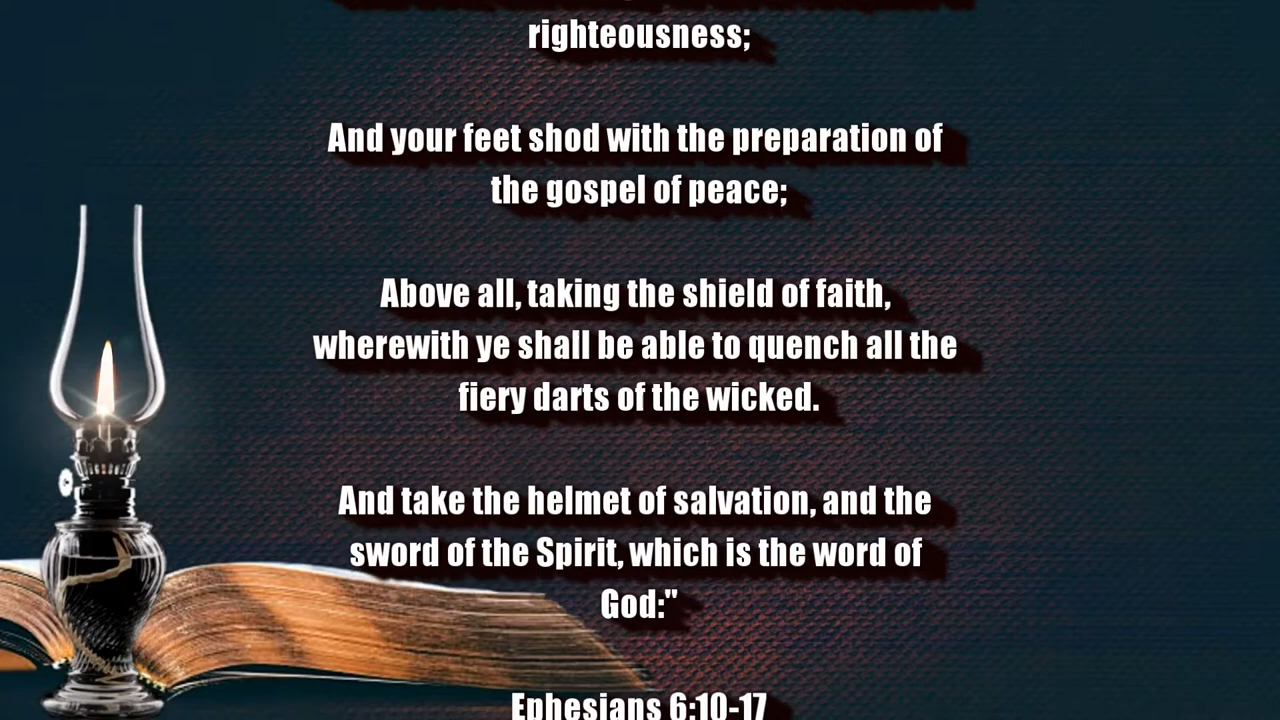 righteousness;
And your feet shod with the preparation of
the gospel of peace;
Above all, taking the shield of faith,
wherewith ye shall be able to quench all the
fiery darts of the wicked.
And take the helmet of salvation, and the
sword of the Spirit, which is the word of
God:"
Ephesians 6:10-17